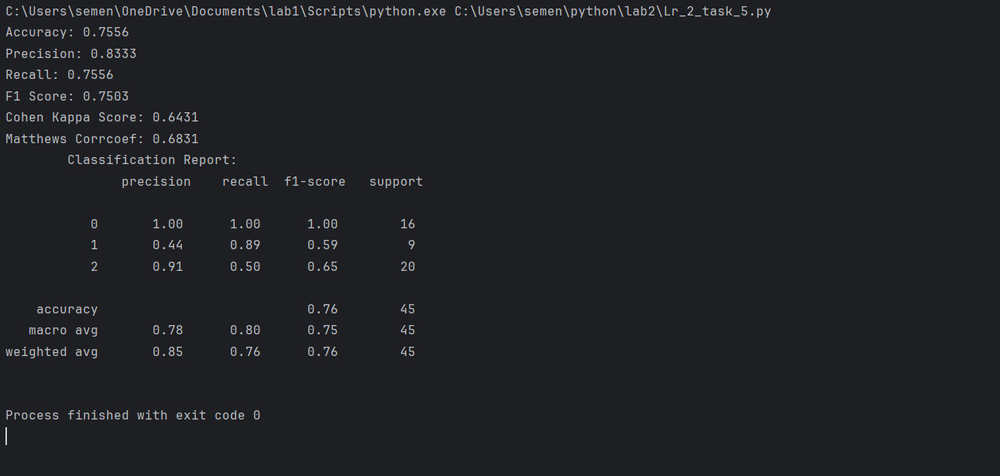 C:\Users\semen\OneDrive\Documents\lab1\Scripts\python.exe C:\Users\semen\python\lab2\Lr_2_task_5.py
Accuracy: 0.7556
Precision: 0.8333
Recall: 0.7556
F1 Score: 0.7503
Cohen Kappa Score: 0.6431
Matthews Corrcoef: 0.6831
        Classification Report:
               precision    recall  f1-score   support

           0       1.00      1.00      1.00        16
           1       0.44      0.89      0.59         9
           2       0.91      0.50      0.65        20

    accuracy                           0.76        45
   macro avg       0.78      0.80      0.75        45
weighted avg       0.85      0.76      0.76        45


Process finished with exit code 0